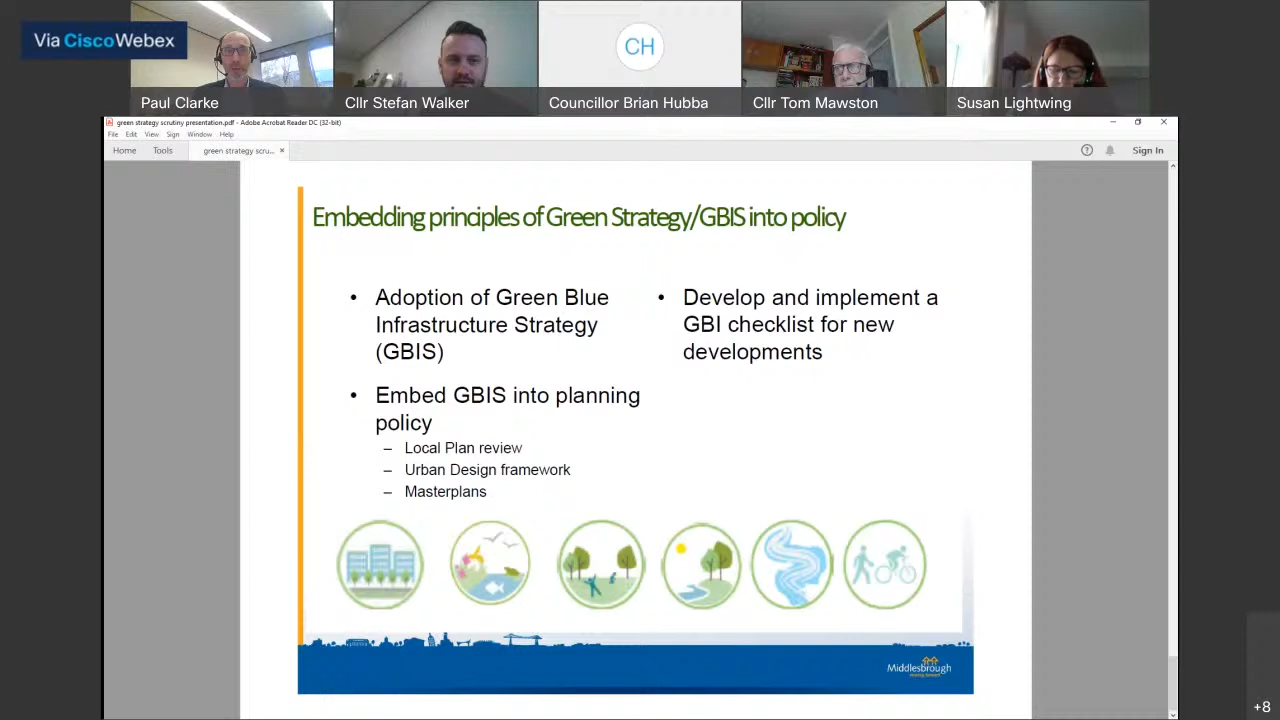 Via Cisco Webex
CH
Paul Clarke
Cllr Stefan Walker
Councillor Brian Hubba
Cllr Tom Mawston
Susan Lightwing
green strategy scrutiny presentation.pdf - Adobe Acrobat Reader DC (32-bit)
File Edit View Sign Window Help
Home Tools green strategy scru... × Sign In
Embedding principles of Green Strategy/GBIS into policy
• Adoption of Green Blue
Infrastructure Strategy
(GBIS)
• Embed GBIS into planning
policy
– Local Plan review
– Urban Design framework
– Masterplans
• Develop and implement a
GBI checklist for new
developments
Middlesbrough
+8